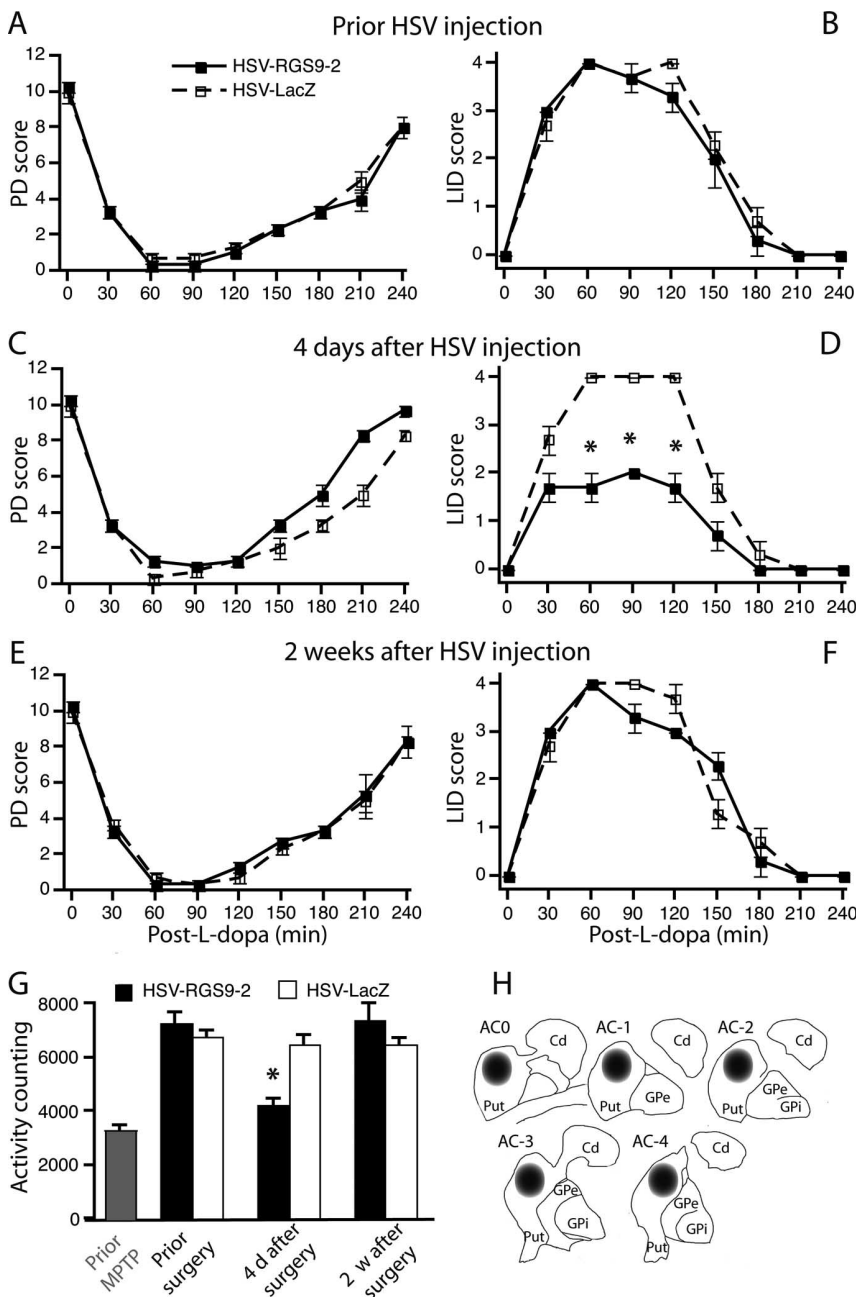 A
Prior HSV injection
B
HSV-RGS9-2
HSV-LacZ
PD score
12
10
8
6
4
2
0
0 30 60 90 120 150 180 210 240
LID score
4
3
2
1
0
0 30 60 90 120 150 180 210 240
C
4 days after HSV injection
D
PD score
12
10
8
6
4
2
0
0 30 60 90 120 150 180 210 240
LID score
4
3
2
1
0
* * *
0 30 60 90 120 150 180 210 240
E
2 weeks after HSV injection
F
PD score
12
10
8
6
4
2
0
0 30 60 90 120 150 180 210 240
Post-L-dopa (min)
LID score
4
3
2
1
0
0 30 60 90 120 150 180 210 240
Post-L-dopa (min)
G
HSV-RGS9-2 HSV-LacZ
Activity counting
8000
6000
4000
2000
0
*
Prior
MPTP
Prior
surgery
4 d after
surgery
2 w after
surgery
H
AC0
Cd
Put
AC-1
Cd
Put
GPe
AC-2
Cd
Put
GPe
GPi
AC-3
Cd
GPe
GPi
Put
AC-4
Cd
GPe
GPi
Put